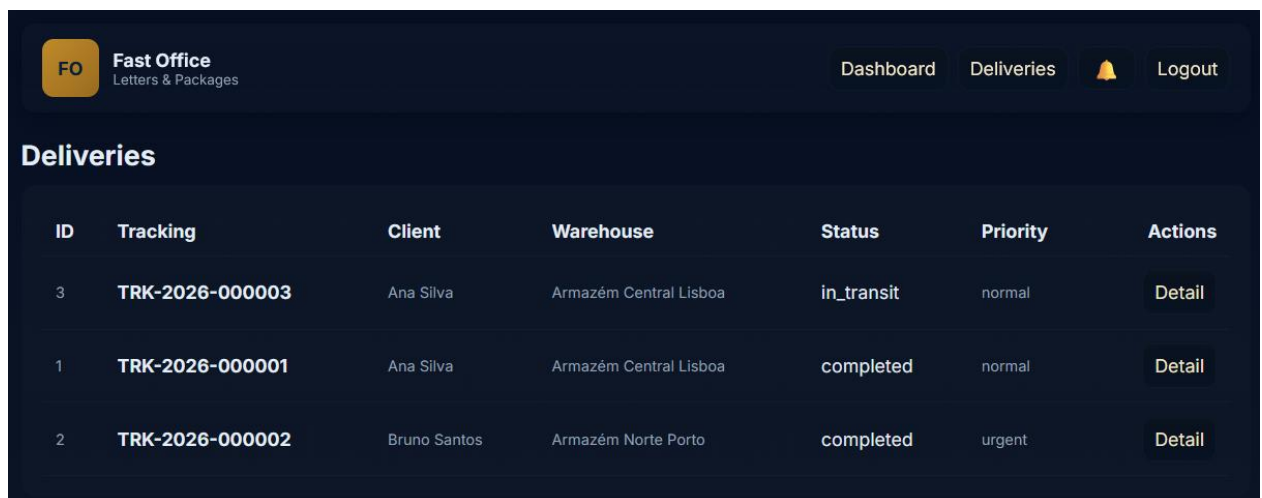 FO
Fast Office
Letters & Packages
Dashboard Deliveries Logout
Deliveries
ID Tracking Client Warehouse Status Priority Actions
3 TRK-2026-000003 Ana Silva Armazém Central Lisboa in_transit normal Detail
1 TRK-2026-000001 Ana Silva Armazém Central Lisboa completed normal Detail
2 TRK-2026-000002 Bruno Santos Armazém Norte Porto completed urgent Detail